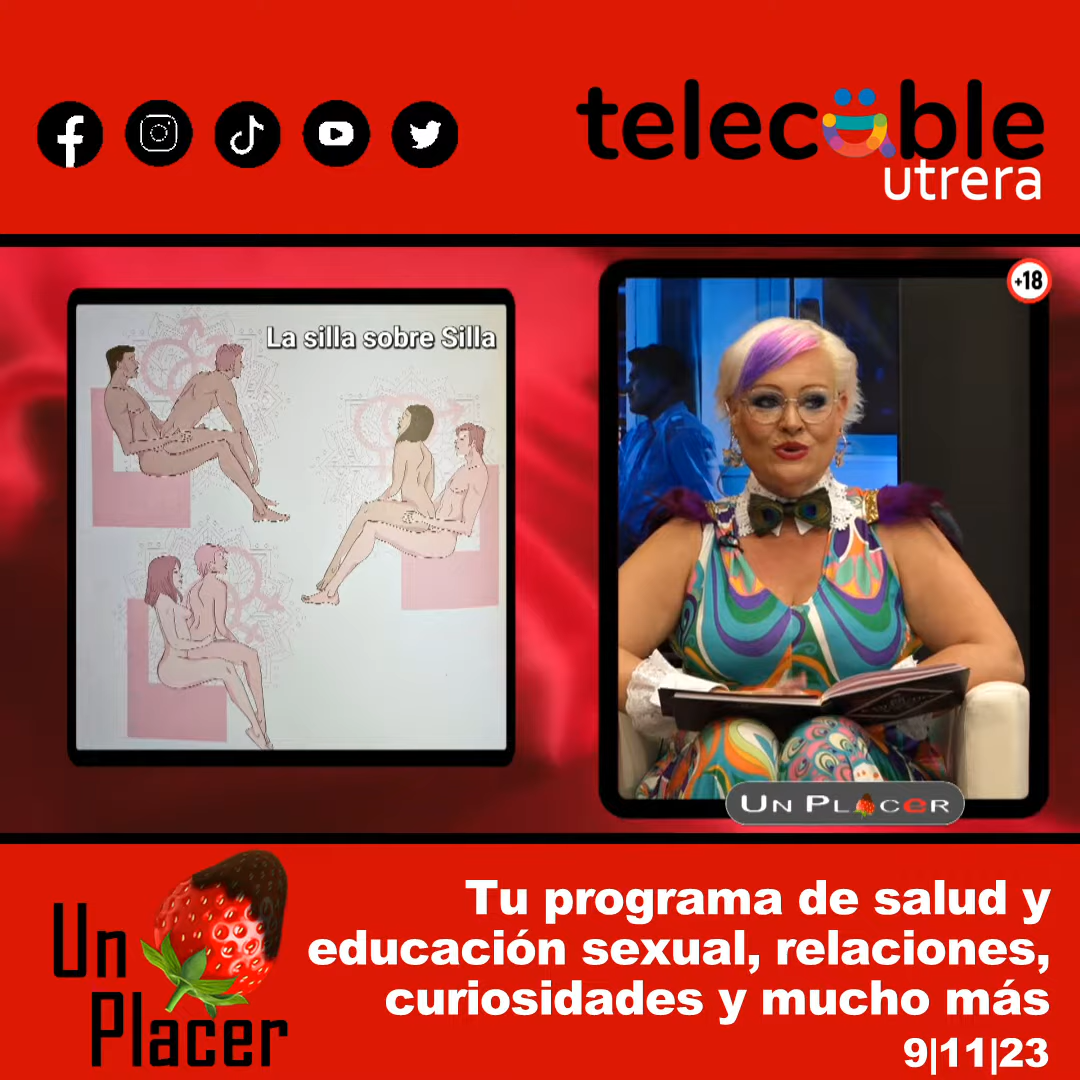 telecable
utrera
La silla sobre Silla
+18
Un Placer
Un
Placer
Tu programa de salud y
educación sexual, relaciones,
curiosidades y mucho más
9|11|23